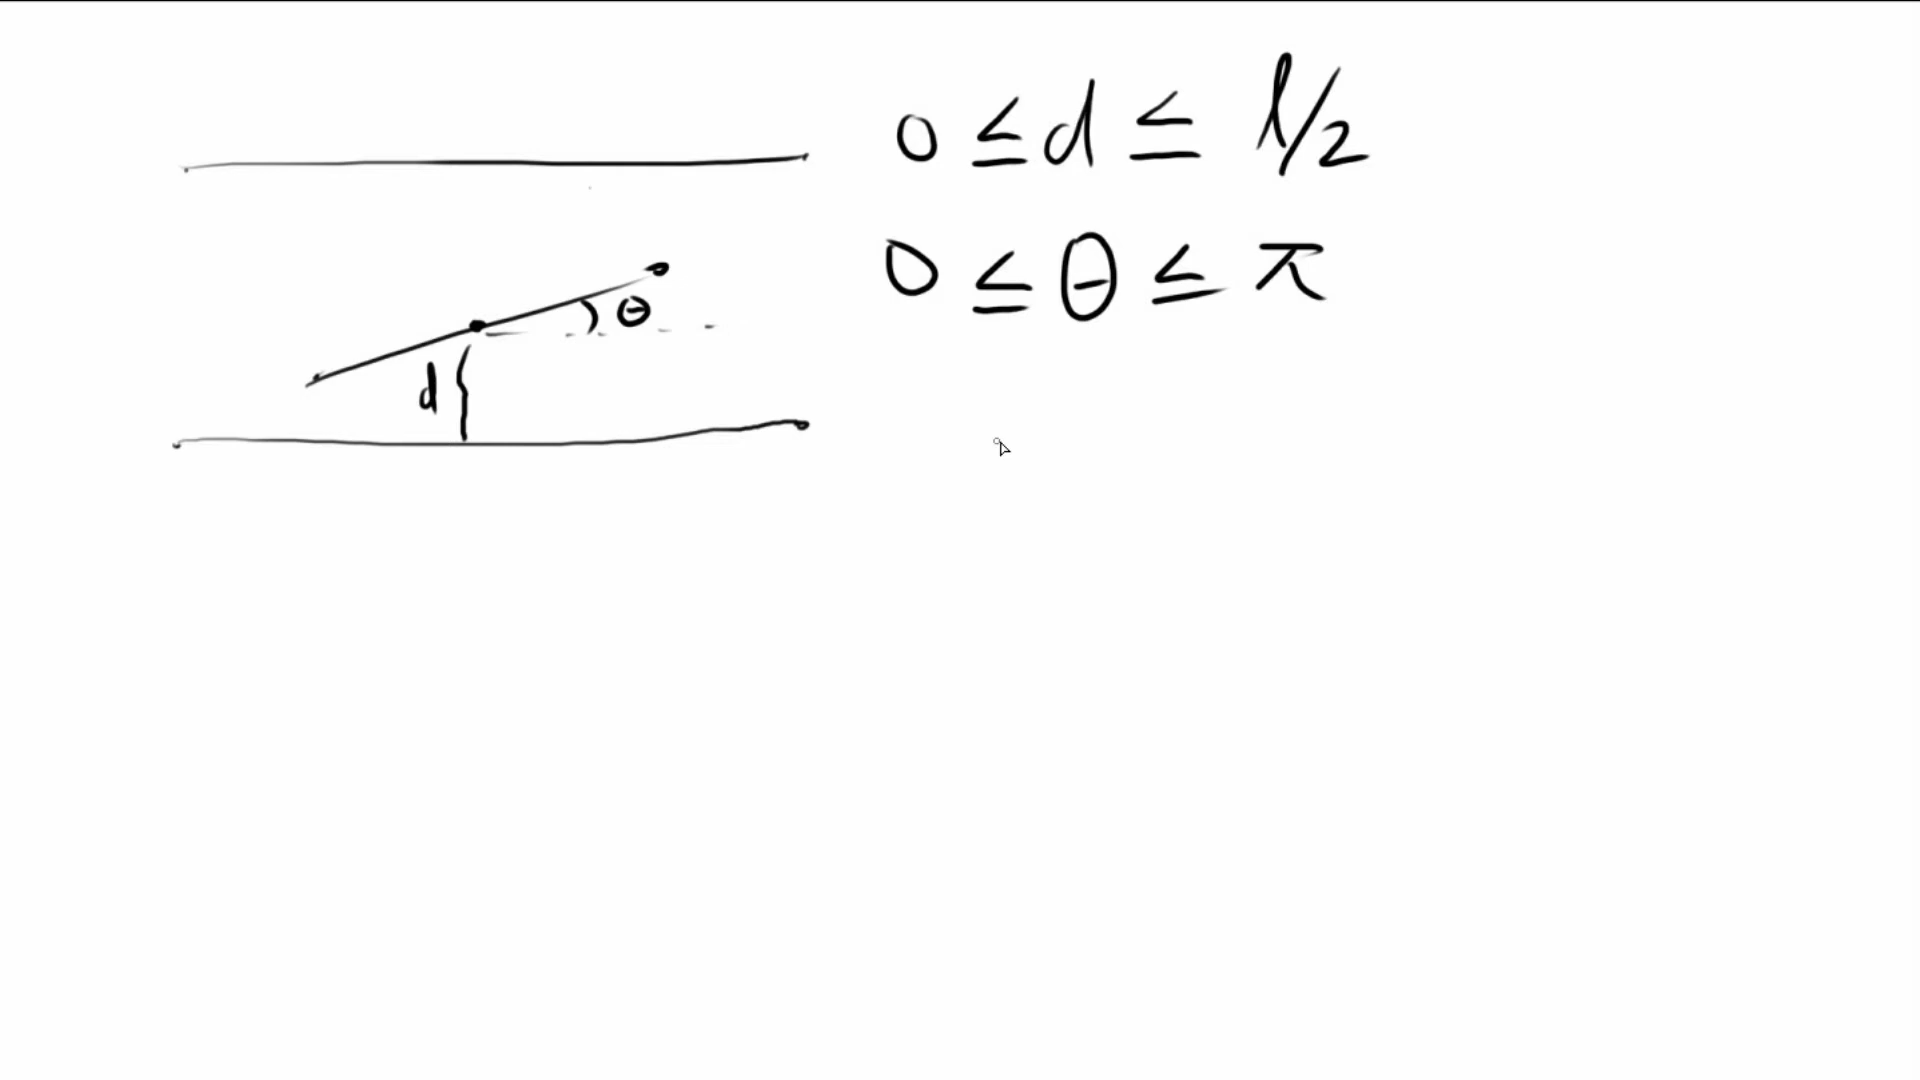 0 ≤ d ≤ l/2
0 ≤ θ ≤ π
θ
d